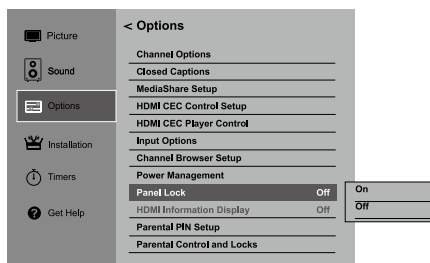 Picture
Sound
Options
Installation
Timers
Get Help
< Options
Channel Options
Closed Captions
MediaShare Setup
HDMI CEC Control Setup
HDMI CEC Player Control
Input Options
Channel Browser Setup
Power Management
Panel Lock Off
HDMI Information Display Off
Parental PIN Setup
Parental Control and Locks
On
Off